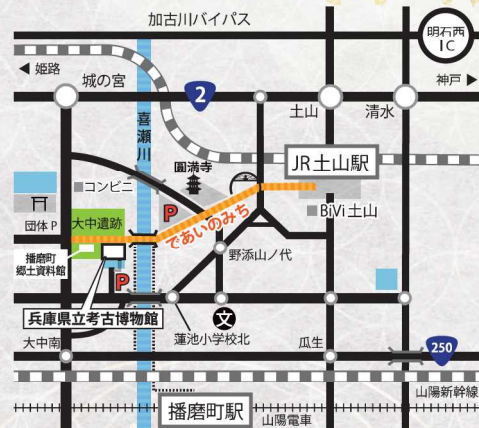 加古川バイパス
明石西
IC
◀ 姫路
神戸 ▶
城の宮
2
土山
清水
喜瀬川
圓満寺
JR土山駅
コンビニ
P
BiVi土山
団体P
大中遺跡
であいのみち
野添山ノ代
播磨町
郷土資料館
P
兵庫県立考古博物館
文
大中南
蓮池小学校北
瓜生
250
山陽新幹線
播磨町駅
山陽電車